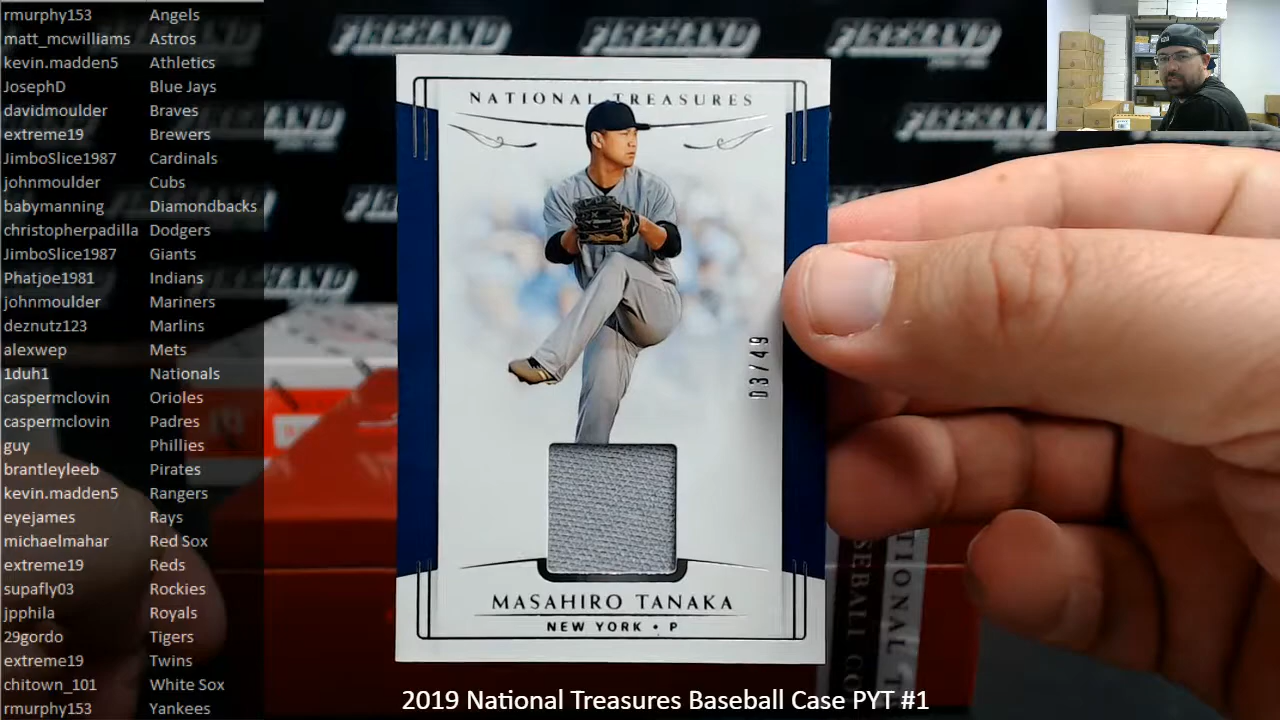 rmurphy153 Angels
matt_mcwilliams Astros
kevin.madden5 Athletics
JosephD Blue Jays
davidmoulder Braves
extreme19 Brewers
JimboSlice1987 Cardinals
johnmoulder Cubs
babymanning Diamondbacks
christopherpadilla Dodgers
JimboSlice1987 Giants
Phatjoe1981 Indians
johnmoulder Mariners
deznutz123 Marlins
alexwep Mets
1duh1 Nationals
caspermclovin Orioles
caspermclovin Padres
guy Phillies
brantleyleeb Pirates
kevin.madden5 Rangers
eyejames Rays
michaelmahar Red Sox
extreme19 Reds
supafly03 Rockies
jpphila Royals
29gordo Tigers
extreme19 Twins
chitown_101 White Sox
rmurphy153 Yankees
FIREHAND FIREHAND FIREHAND
NATIONAL TREASURES
03/49
MASAHIRO TANAKA
NEW YORK • P
2019 National Treasures Baseball Case PYT #1